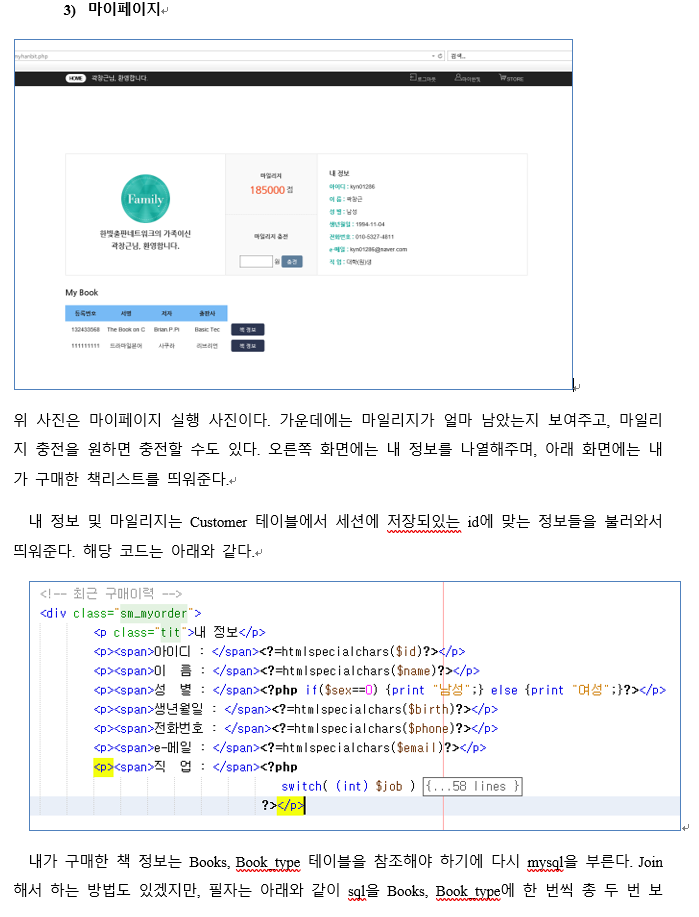 3) 마이페이지
myhanbit.php
검색...
HOME 곽창근님, 환영합니다.
로그아웃 마이한빛 STORE
Family
한빛출판네트워크의 가족이신
곽창근님, 환영합니다.
마일리지
185000 점
마일리지 충전
원 충전
내 정보
아이디 : kyn01286
이 름 : 곽창근
성 별 : 남성
생년월일 : 1994-11-04
전화번호 : 010-5327-4811
e-메일 : kyn01286@naver.com
직 업 : 대학(원)생
My Book
등록번호 서명 저자 출판사
132433568 The Book on C Brian P Pi Basic Tec 책 정보
111111111 드라마일본어 사쿠라 리브리언 책 정보
위 사진은 마이페이지 실행 사진이다. 가운데에는 마일리지가 얼마 남았는지 보여주고, 마일리
지 충전을 원하면 충전할 수도 있다. 오른쪽 화면에는 내 정보를 나열해주며, 아래 화면에는 내
가 구매한 책리스트를 띄워준다.
내 정보 및 마일리지는 Customer 테이블에서 세션에 저장되있는 id에 맞는 정보들을 불러와서
띄워준다. 해당 코드는 아래와 같다.
<!-- 최근 구매이력 -->
<div class="sm_myorder">
<p class="tit">내 정보</p>
<p><span>아이디 : </span><?=htmlspecialchars($id)?></p>
<p><span>이 름 : </span><?=htmlspecialchars($name)?></p>
<p><span>성 별 : </span><?php if($sex==0) {print "남성";} else {print "여성";}?></p>
<p><span>생년월일 : </span><?=htmlspecialchars($birth)?></p>
<p><span>전화번호 : </span><?=htmlspecialchars($phone)?></p>
<p><span>e-메일 : </span><?=htmlspecialchars($email)?></p>
<p><span>직 업 : </span><?php
switch( (int) $job ) {...58 lines }
?></p>
내가 구매한 책 정보는 Books, Book_type 테이블을 참조해야 하기에 다시 mysql을 부른다. Join
해서 하는 방법도 있겠지만, 필자는 아래와 같이 sql을 Books, Book_type에 한 번씩 종 두 번 보